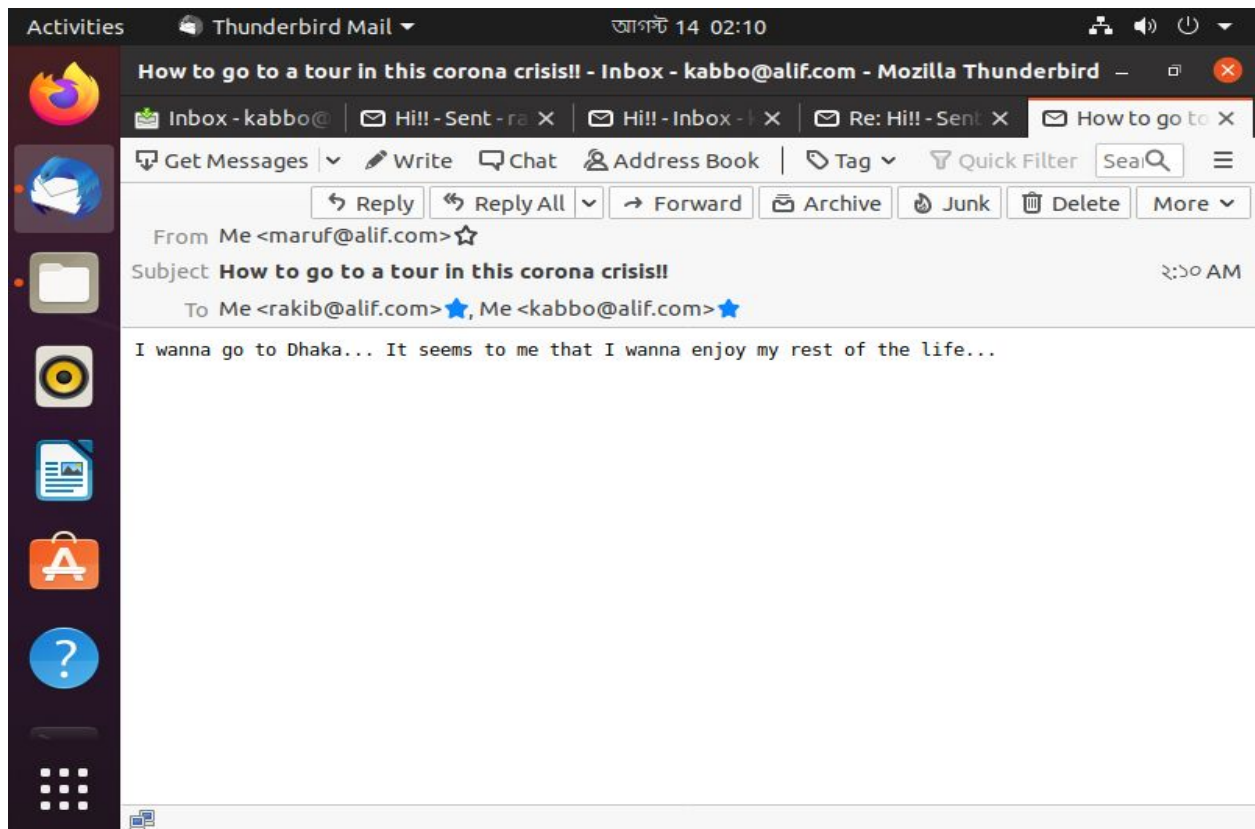 Activities Thunderbird Mail আগস্ট 14 02:10
How to go to a tour in this corona crisis!! - Inbox - kabbo@alif.com - Mozilla Thunderbird
Inbox - kabbo@ Hi!! - Sent - ra Hi!! - Inbox - k Re: Hi!! - Sent How to go to
Get Messages Write Chat Address Book Tag Quick Filter Sear
Reply Reply All Forward Archive Junk Delete More
From Me <maruf@alif.com>
Subject How to go to a tour in this corona crisis!! ২:১০ AM
To Me <rakib@alif.com>, Me <kabbo@alif.com>
I wanna go to Dhaka... It seems to me that I wanna enjoy my rest of the life...